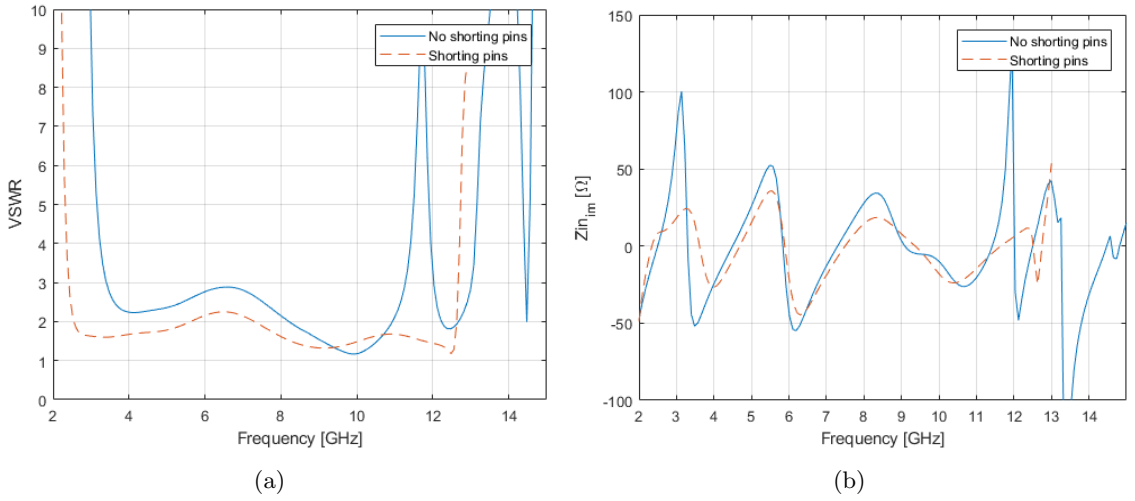 10
9
8
7
6
5
4
3
2
1
0
VSWR
2 4 6 8 10 12 14
Frequency [GHz]
No shorting pins
Shorting pins
(a)
150
100
50
0
-50
-100
Zin_im [Ω]
2 3 4 5 6 7 8 9 10 11 12 13 14
Frequency [GHz]
No shorting pins
Shorting pins
(b)